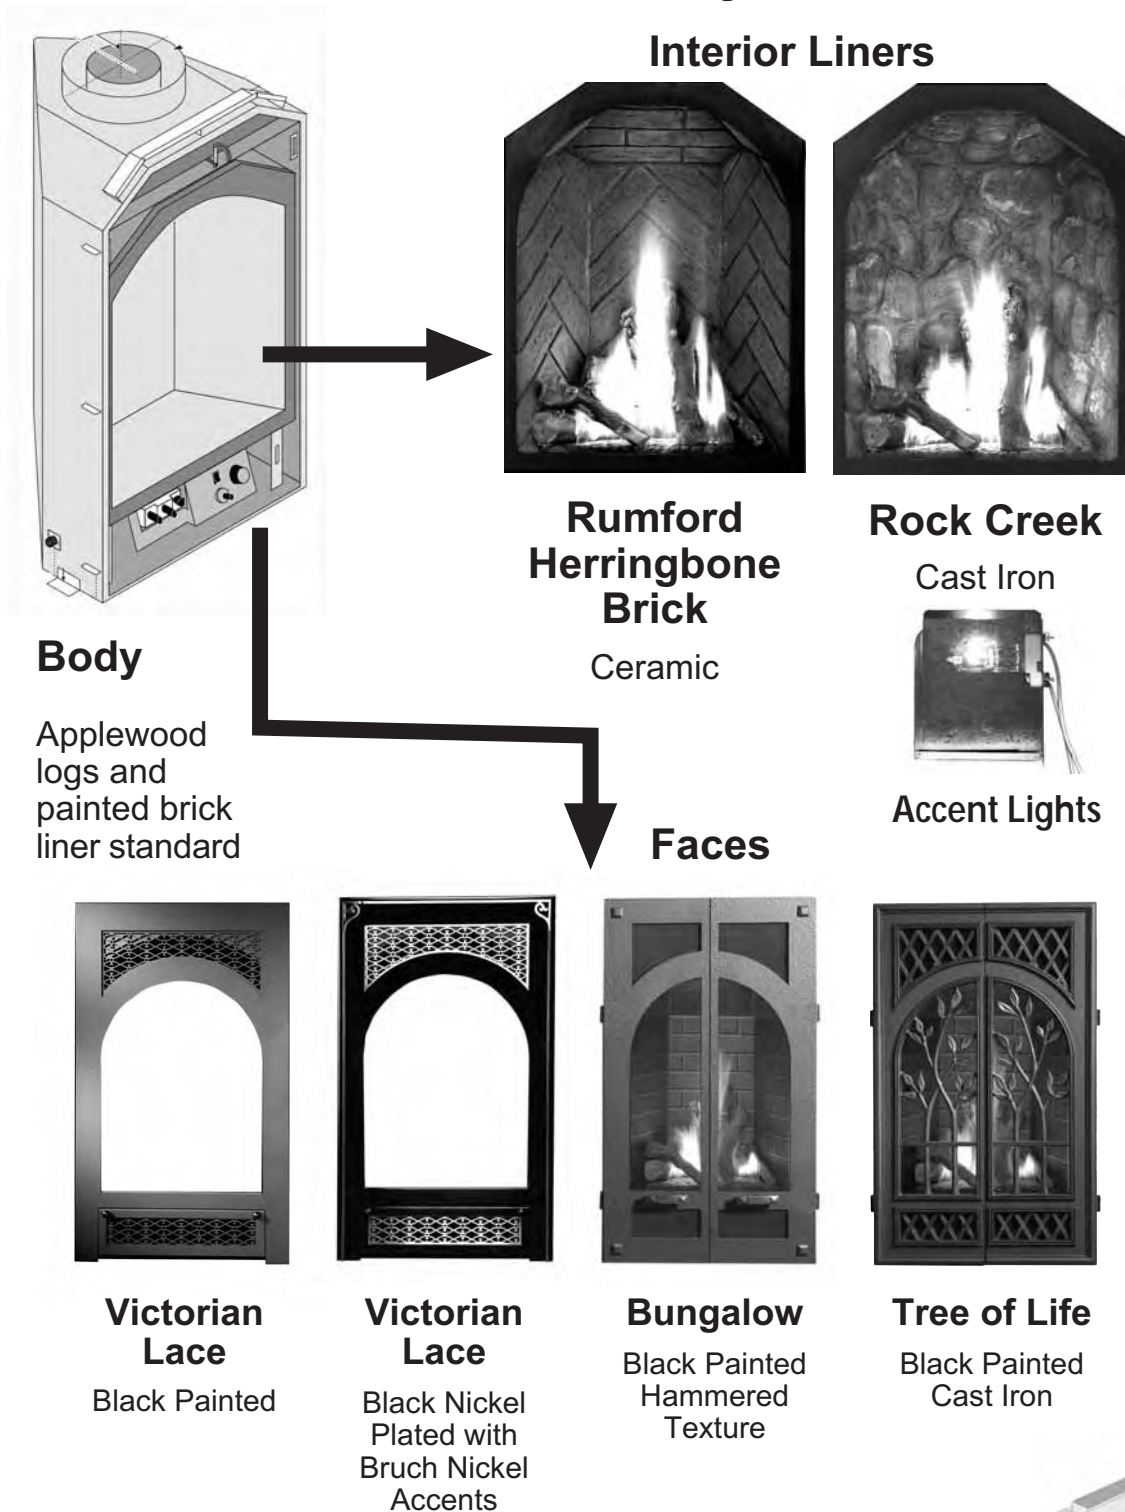 Interior Liners
Rumford
Herringbone
Brick
Ceramic
Rock Creek
Cast Iron
Accent Lights
Body
Applewood
logs and
painted brick
liner standard
Faces
Victorian
Lace
Black Painted
Victorian
Lace
Black Nickel
Plated with
Bruch Nickel
Accents
Bungalow
Black Painted
Hammered
Texture
Tree of Life
Black Painted
Cast Iron